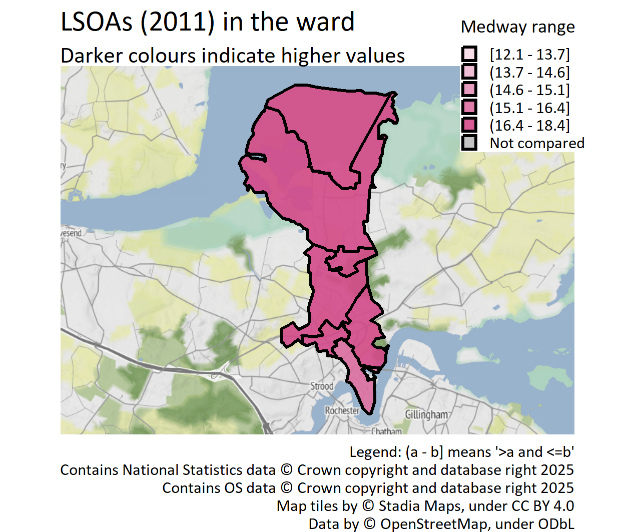 LSOAs (2011) in the ward
Darker colours indicate higher values
Medway range
[12.1 - 13.7]
(13.7 - 14.6]
(14.6 - 15.1]
(15.1 - 16.4]
(16.4 - 18.4]
Not compared
ry
vesend
Strood
Rochester
Gillingham
Chatham
Legend: (a - b] means '>a and <=b'
Contains National Statistics data © Crown copyright and database right 2025
Contains OS data © Crown copyright and database right 2025
Map tiles by © Stadia Maps, under CC BY 4.0
Data by © OpenStreetMap, under ODbL